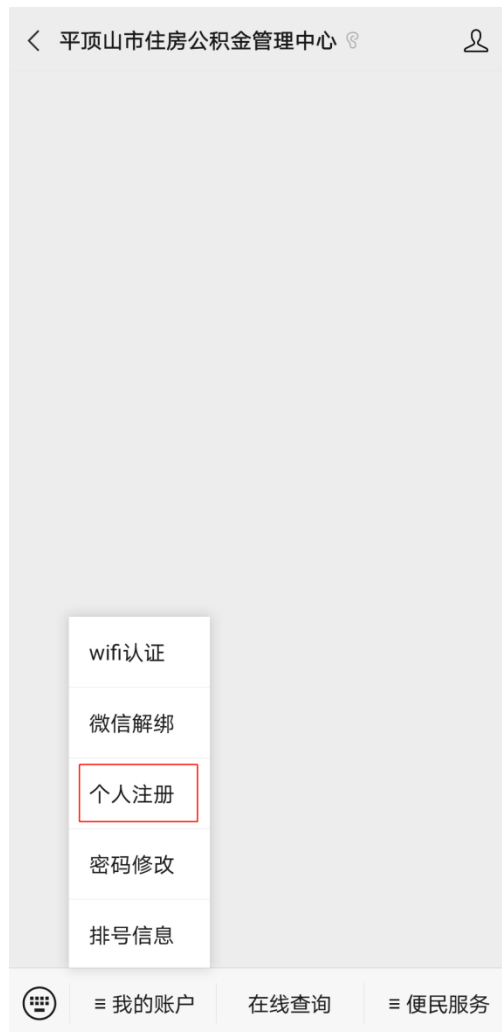 平顶山市住房公积金管理中心
wifi认证
微信解绑
个人注册
密码修改
排号信息
我的账户 在线查询 便民服务